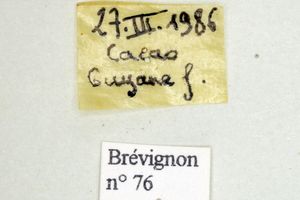 27.III.1986
Cacao
Guyane f.
Brévignon
n° 76